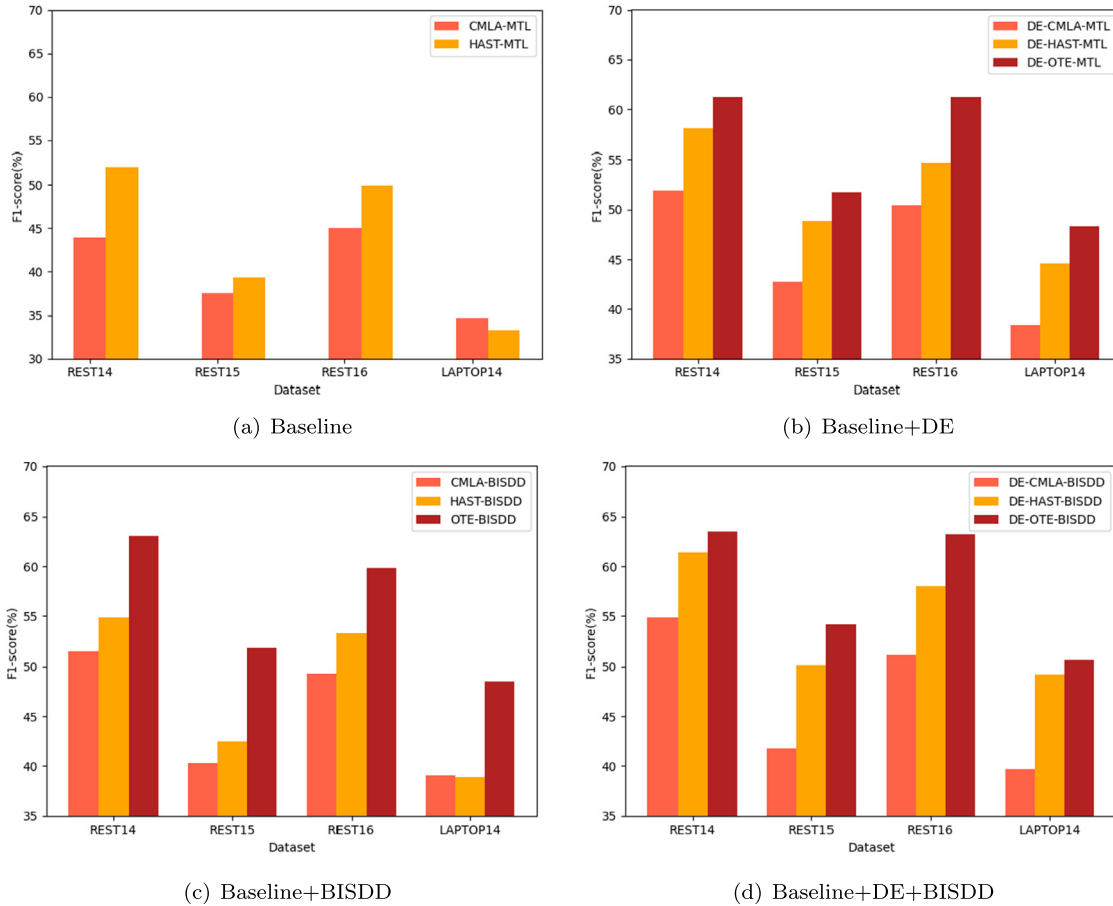 CMLA-MTL
HAST-MTL
70
65
60
55
50
45
40
35
30
F1-score(%)
REST14
REST15
REST16
LAPTOP14
Dataset
(a) Baseline
DE-CMLA-MTL
DE-HAST-MTL
DE-OTE-MTL
70
65
60
55
50
45
40
35
F1-score(%)
REST14
REST15
REST16
LAPTOP14
Dataset
(b) Baseline+DE
CMLA-BISDD
HAST-BISDD
OTE-BISDD
70
65
60
55
50
45
40
35
F1-score(%)
REST14
REST15
REST16
LAPTOP14
Dataset
(c) Baseline+BISDD
DE-CMLA-BISDD
DE-HAST-BISDD
DE-OTE-BISDD
70
65
60
55
50
45
40
35
F1-score(%)
REST14
REST15
REST16
LAPTOP14
Dataset
(d) Baseline+DE+BISDD